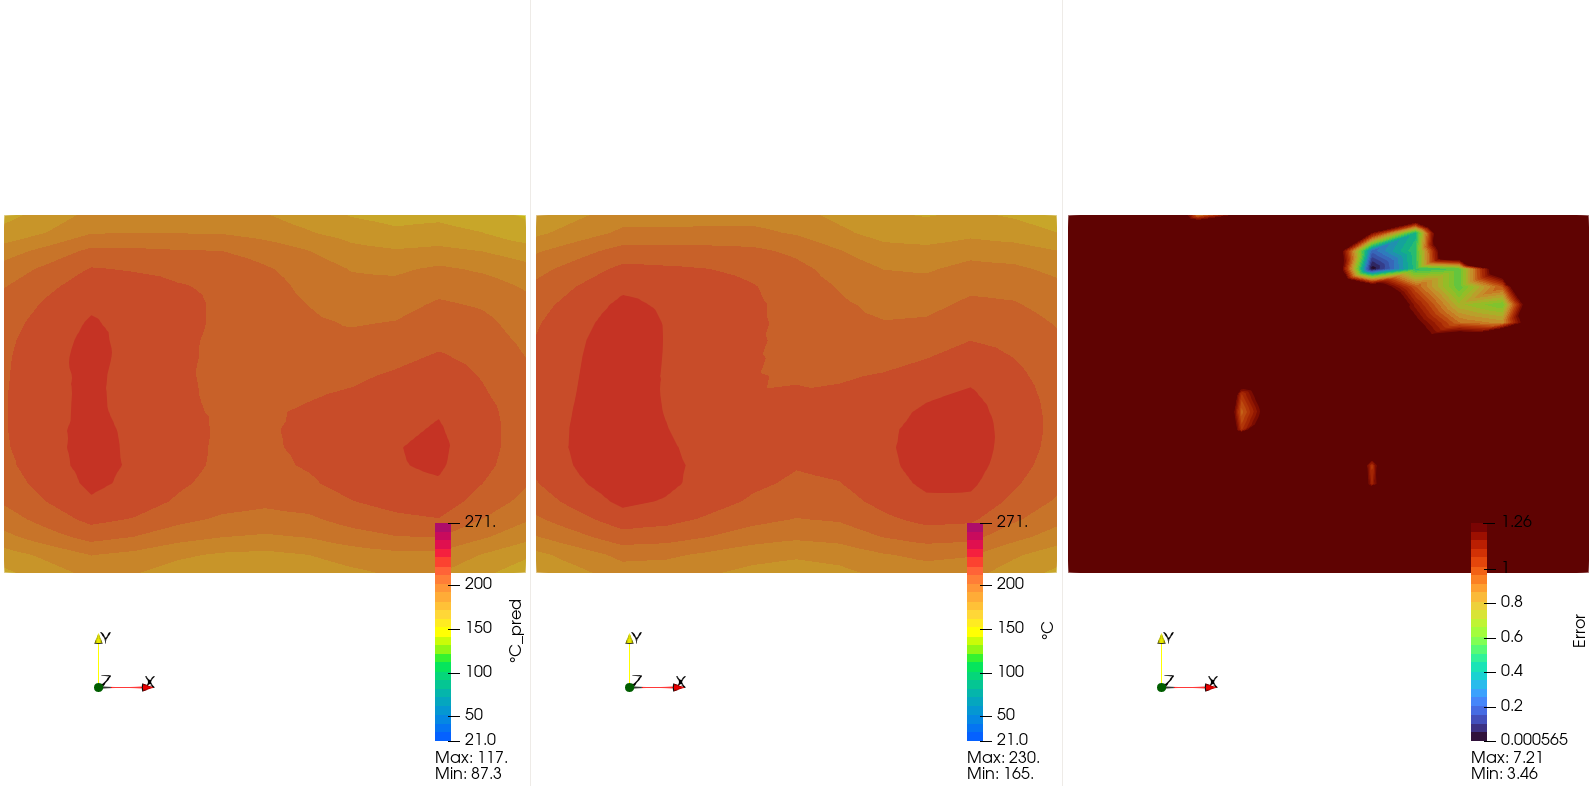 271.
200
150
100
50
21.0
°C_pred
Max: 117.
Min: 87.3
Y
Z
X
271.
200
150
100
50
21.0
°C
Max: 230.
Min: 165.
Y
Z
X
1.26
1
0.8
0.6
0.4
0.2
0.000565
Error
Max: 7.21
Min: 3.46
Y
Z
X